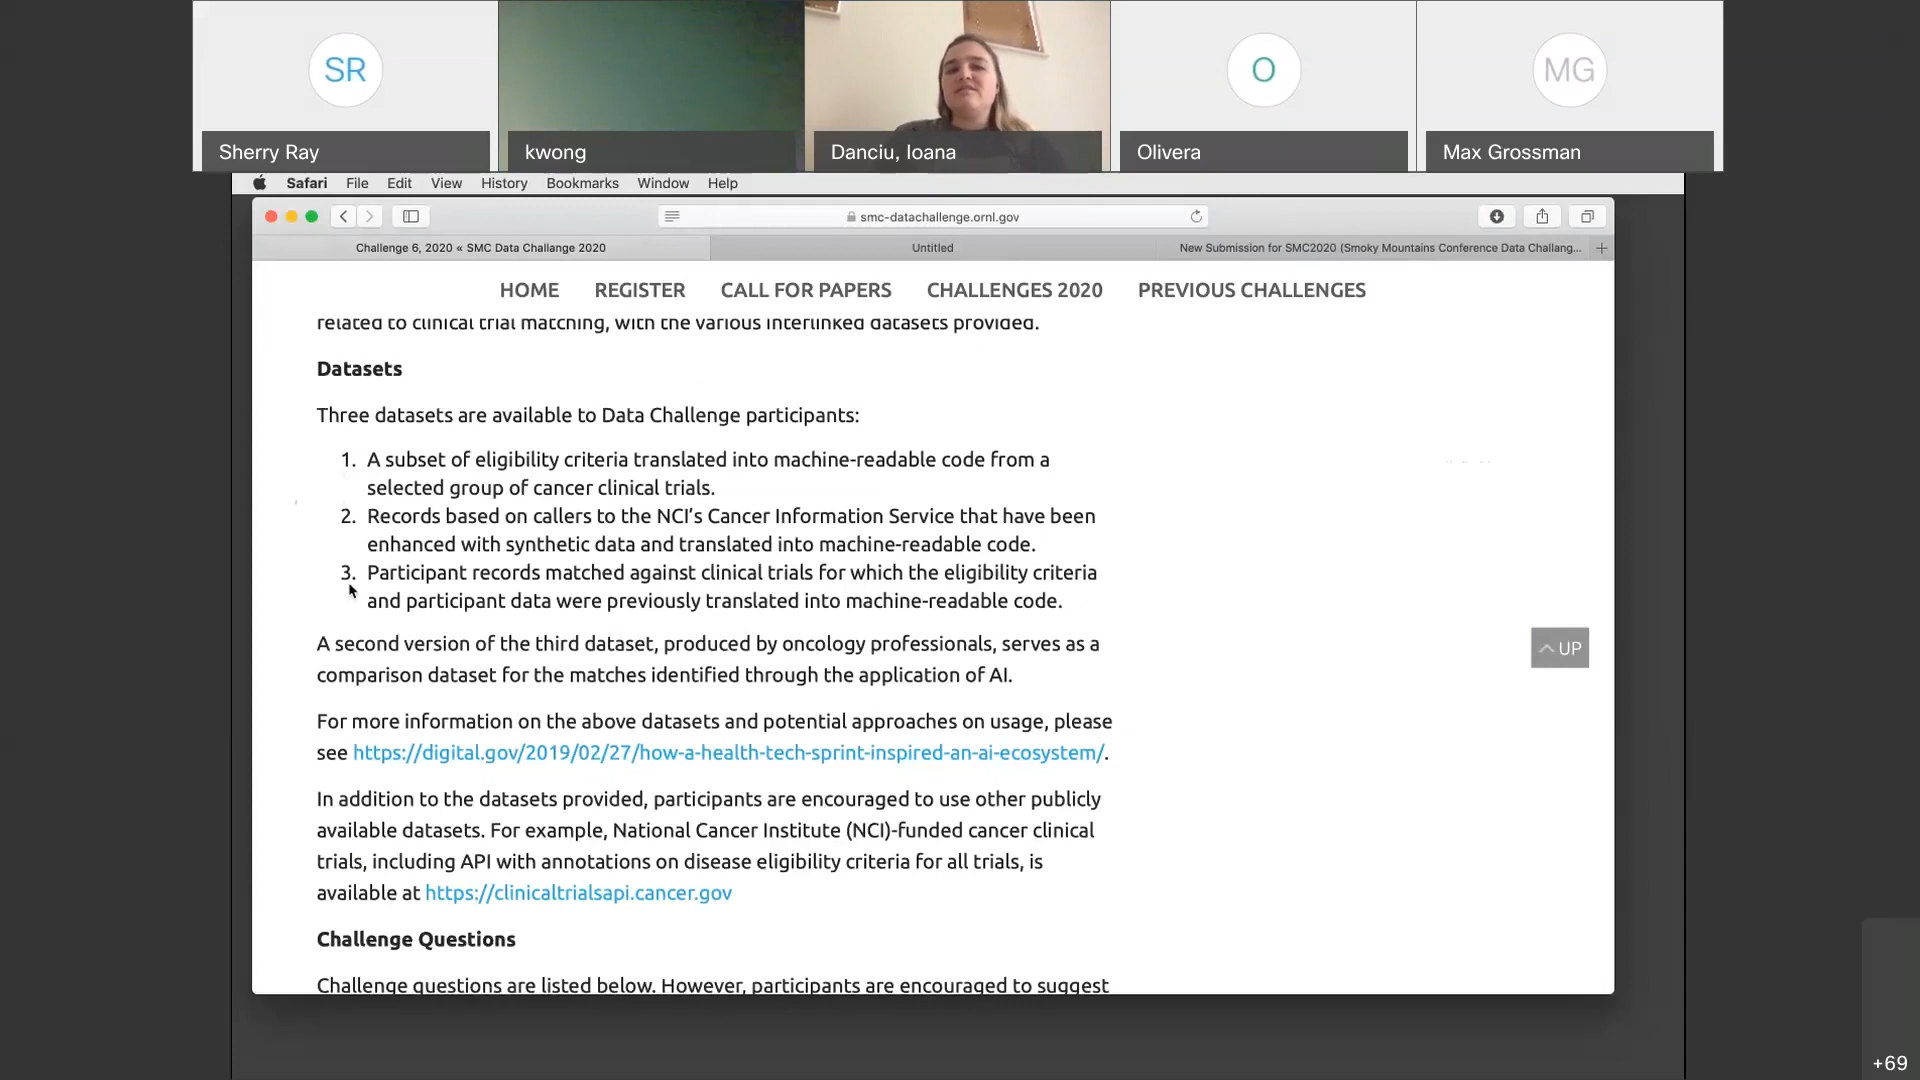 SR
O
MG
Sherry Ray
kwong
Danciu, Ioana
Olivera
Max Grossman
Safari File Edit View History Bookmarks Window Help
smc-datachallenge.ornl.gov
Challenge 6, 2020 « SMC Data Challange 2020
Untitled
New Submission for SMC2020 (Smoky Mountains Conference Data Challang...
HOME REGISTER CALL FOR PAPERS CHALLENGES 2020 PREVIOUS CHALLENGES
related to clinical trial matching, with the various interlinked datasets provided.
Datasets
Three datasets are available to Data Challenge participants:
1. A subset of eligibility criteria translated into machine-readable code from a
selected group of cancer clinical trials.
2. Records based on callers to the NCI’s Cancer Information Service that have been
enhanced with synthetic data and translated into machine-readable code.
3. Participant records matched against clinical trials for which the eligibility criteria
and participant data were previously translated into machine-readable code.
A second version of the third dataset, produced by oncology professionals, serves as a
comparison dataset for the matches identified through the application of AI.
UP
For more information on the above datasets and potential approaches on usage, please
see https://digital.gov/2019/02/27/how-a-health-tech-sprint-inspired-an-ai-ecosystem/.
In addition to the datasets provided, participants are encouraged to use other publicly
available datasets. For example, National Cancer Institute (NCI)-funded cancer clinical
trials, including API with annotations on disease eligibility criteria for all trials, is
available at https://clinicaltrialsapi.cancer.gov
Challenge Questions
Challenge questions are listed below. However, participants are encouraged to suggest
+69